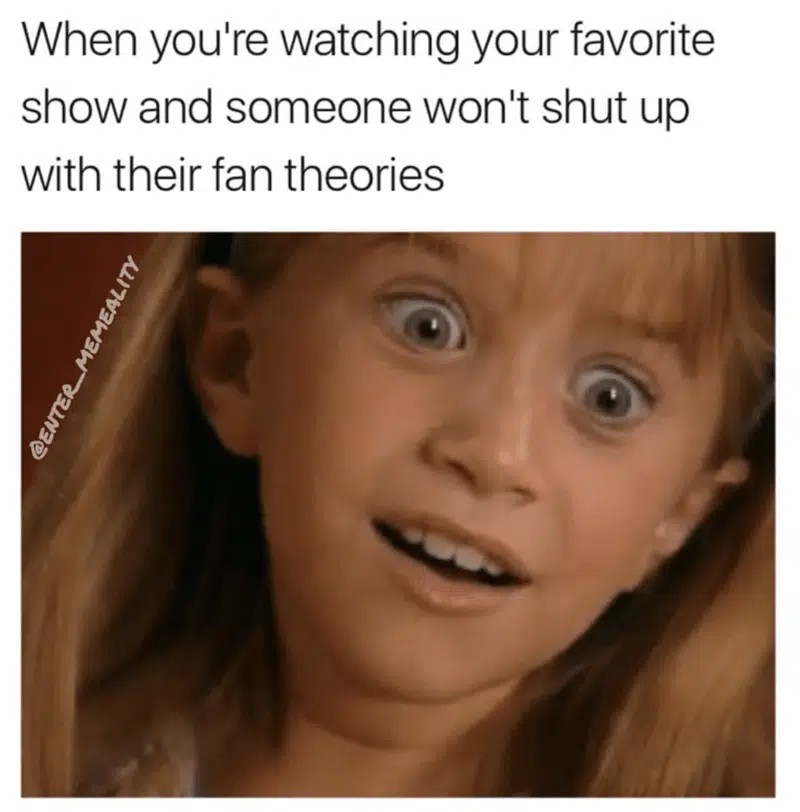 When you're watching your favorite
show and someone won't shut up
with their fan theories
@ENTER_MEMEALITY